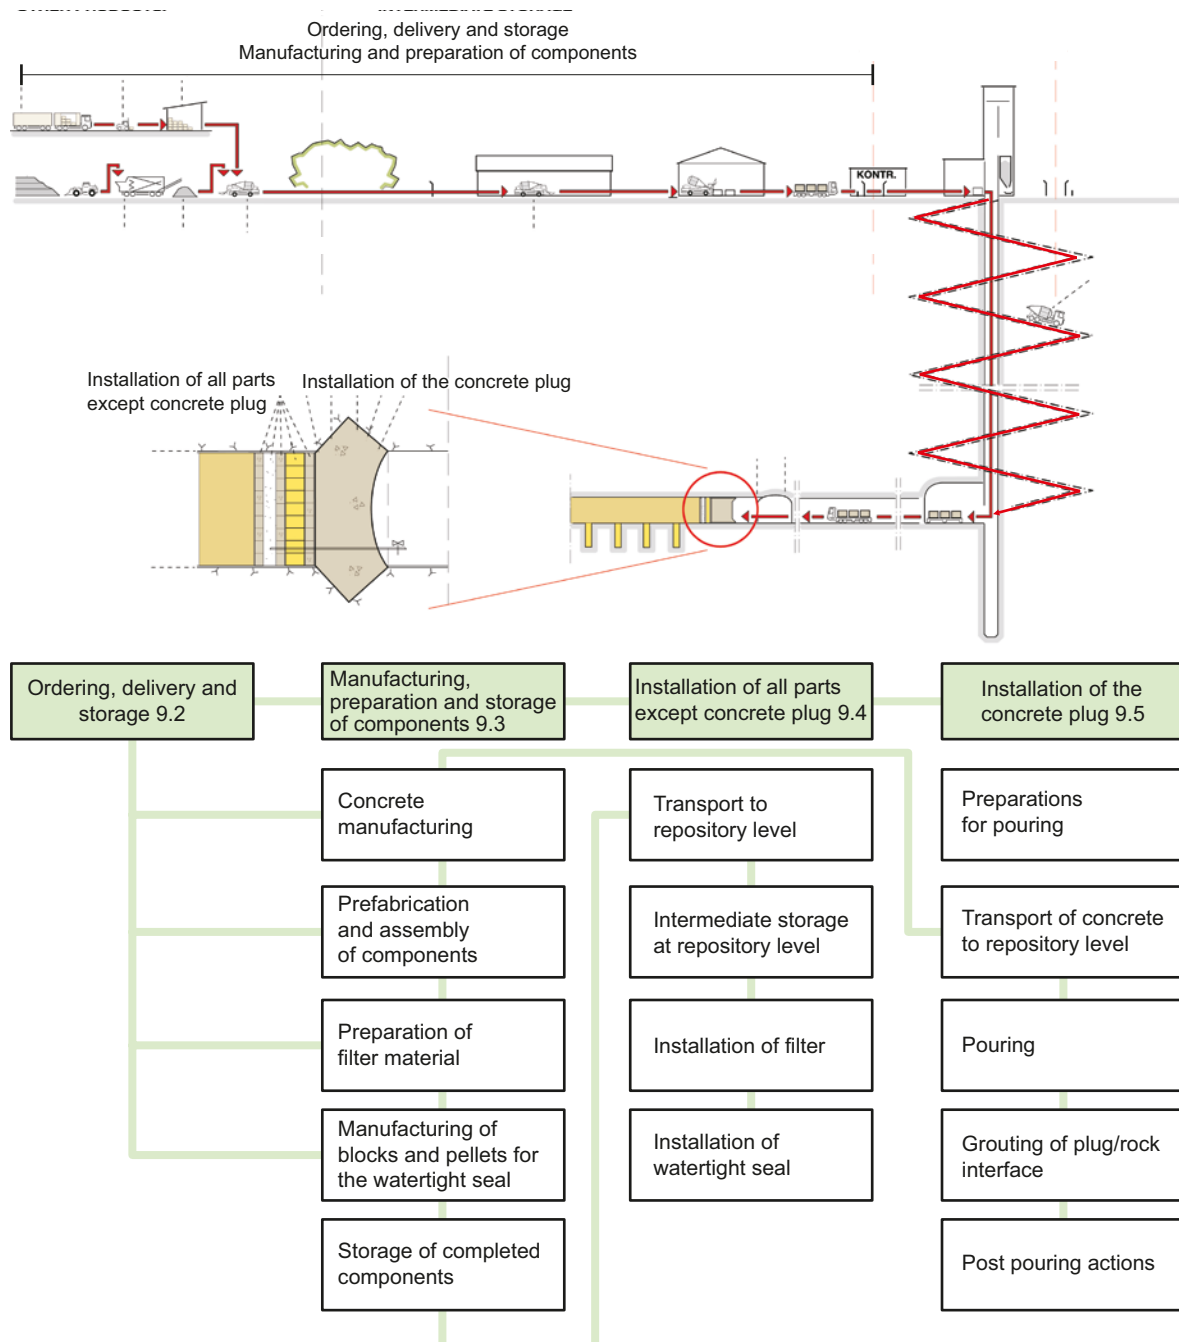 Ordering, delivery and storage
Manufacturing and preparation of components
KONTR.
Installation of all parts
except concrete plug
Installation of the concrete plug
Ordering, delivery and
storage 9.2
Manufacturing,
preparation and storage
of components 9.3
Installation of all parts
except concrete plug 9.4
Installation of the
concrete plug 9.5
Concrete
manufacturing
Transport to
repository level
Preparations
for pouring
Prefabrication
and assembly
of components
Intermediate storage
at repository level
Transport of concrete
to repository level
Preparation of
filter material
Installation of filter
Pouring
Manufacturing of
blocks and pellets for
the watertight seal
Installation of
watertight seal
Grouting of plug/rock
interface
Storage of completed
components
Post pouring actions